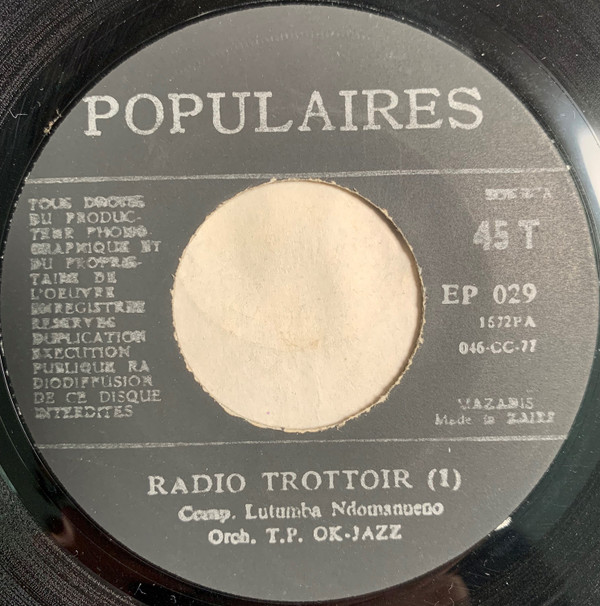 POPULAIRES
TOUS DROITS
DU PRODUC-
TEUR PHONO-
GRAPHIQUE ET
DU PROPRIE-
TAIRE DE
L'OEUVRE
ENREGISTREE
RESERVES
DUPLICATION
EXECUTION
PUBLIQUE RA
DIODIFFUSION
DE CE DISQUE
INTERDITES
45 T
EP 029
1672PA
046-CC-77
MAZADIS
Made in ZAIRE
RADIO TROTTOIR (1)
Comp. Lutumba Ndomanueno
Orch. T.P. OK-JAZZ